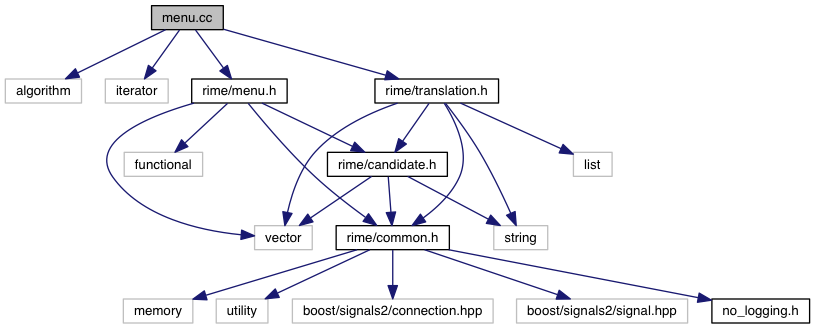 menu.cc
algorithm
iterator
rime/menu.h
rime/translation.h
functional
rime/candidate.h
list
vector
rime/common.h
string
memory
utility
boost/signals2/connection.hpp
boost/signals2/signal.hpp
no_logging.h